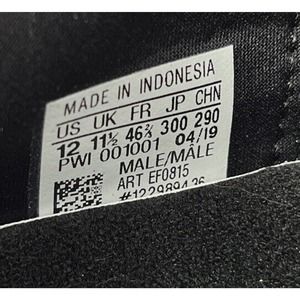 MADE IN INDONESIA
US UK FR JP CHN
12 11½ 46⅔ 300 290
PWI 001001 04/19
MALE/MÂLE
ART EF0815
#122989436